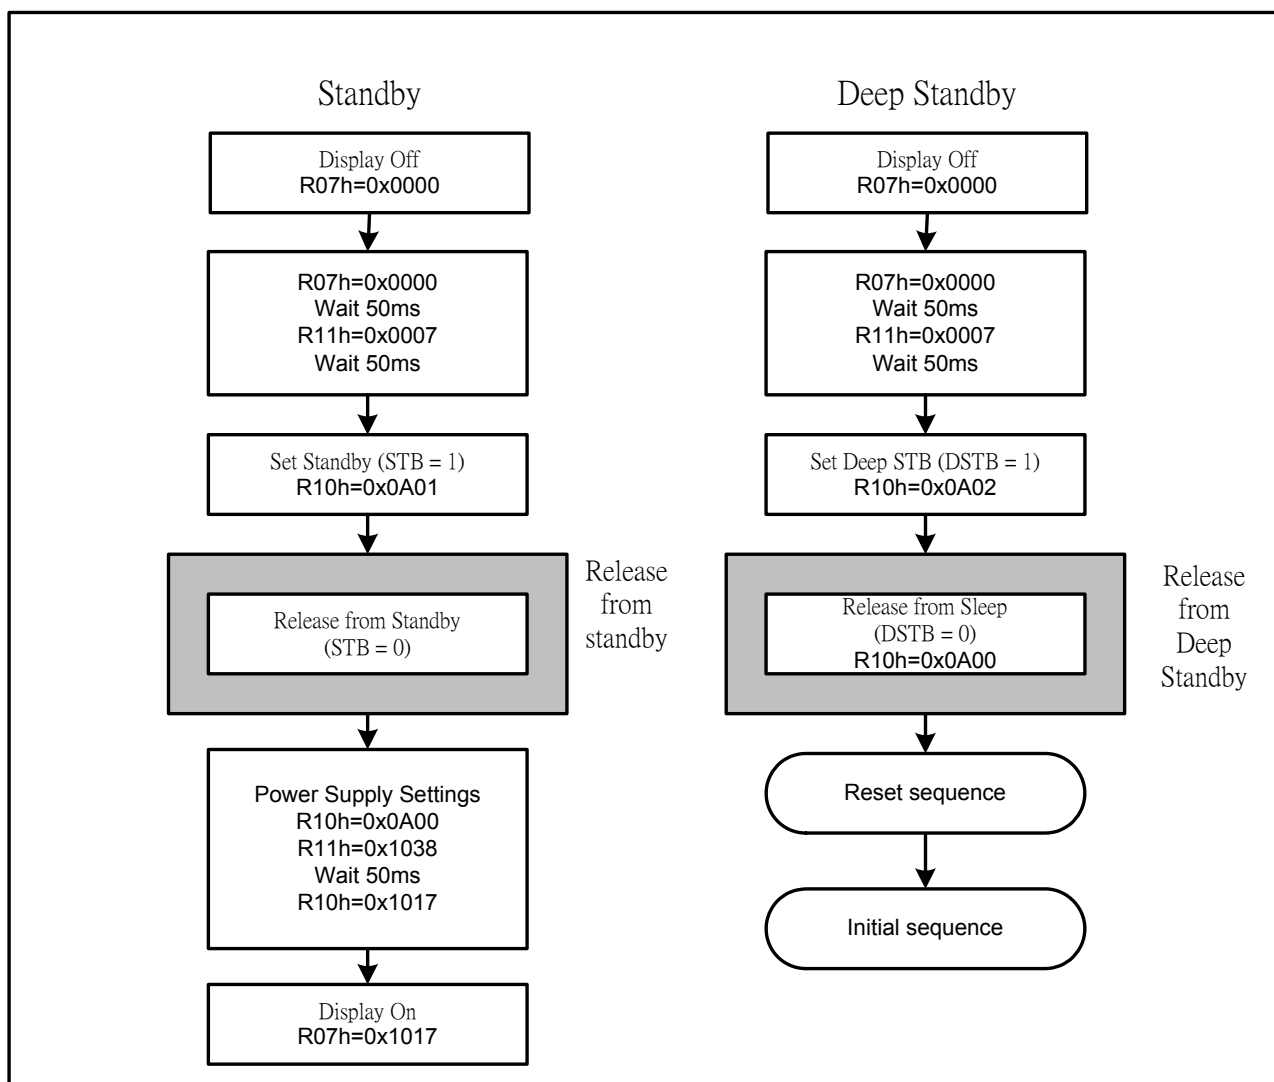 Standby
Display Off
R07h=0x0000
R07h=0x0000
Wait 50ms
R11h=0x0007
Wait 50ms
Set Standby (STB = 1)
R10h=0x0A01
Release from Standby
(STB = 0)
Release
from
standby
Power Supply Settings
R10h=0x0A00
R11h=0x1038
Wait 50ms
R10h=0x1017
Display On
R07h=0x1017
Deep Standby
Display Off
R07h=0x0000
R07h=0x0000
Wait 50ms
R11h=0x0007
Wait 50ms
Set Deep STB (DSTB = 1)
R10h=0x0A02
Release from Sleep
(DSTB = 0)
R10h=0x0A00
Release
from
Deep
Standby
Reset sequence
Initial sequence